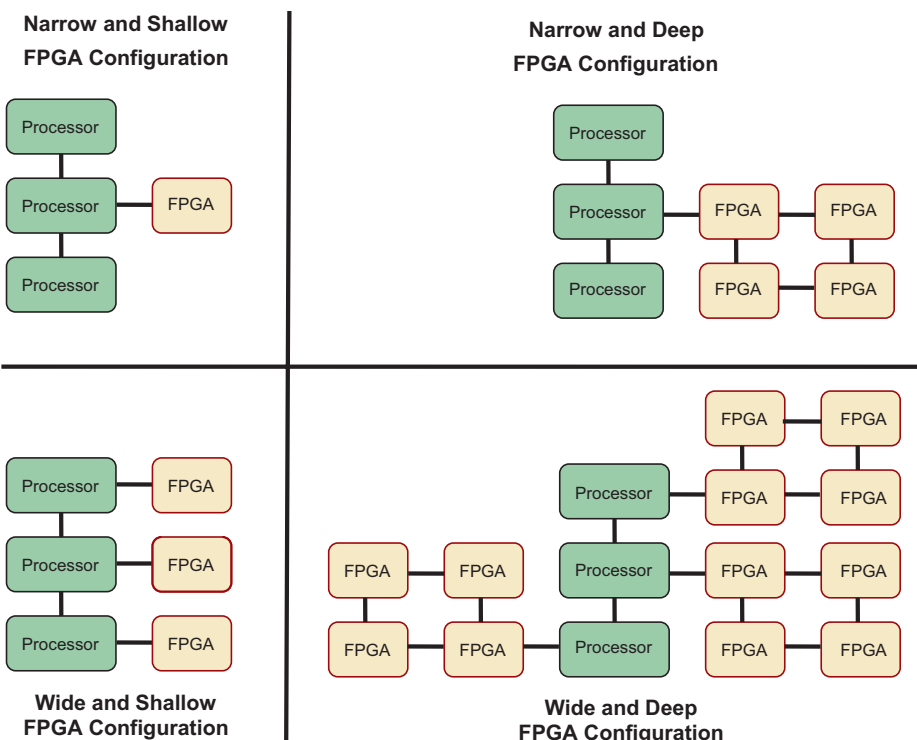 Narrow and Shallow
FPGA Configuration
Processor
Processor FPGA
Processor
Narrow and Deep
FPGA Configuration
Processor
Processor FPGA FPGA
Processor FPGA FPGA
Processor FPGA
Processor FPGA
Processor FPGA
Wide and Shallow
FPGA Configuration
FPGA FPGA
Processor FPGA FPGA
FPGA FPGA Processor FPGA FPGA
FPGA FPGA Processor FPGA FPGA
Wide and Deep
FPGA Configuration